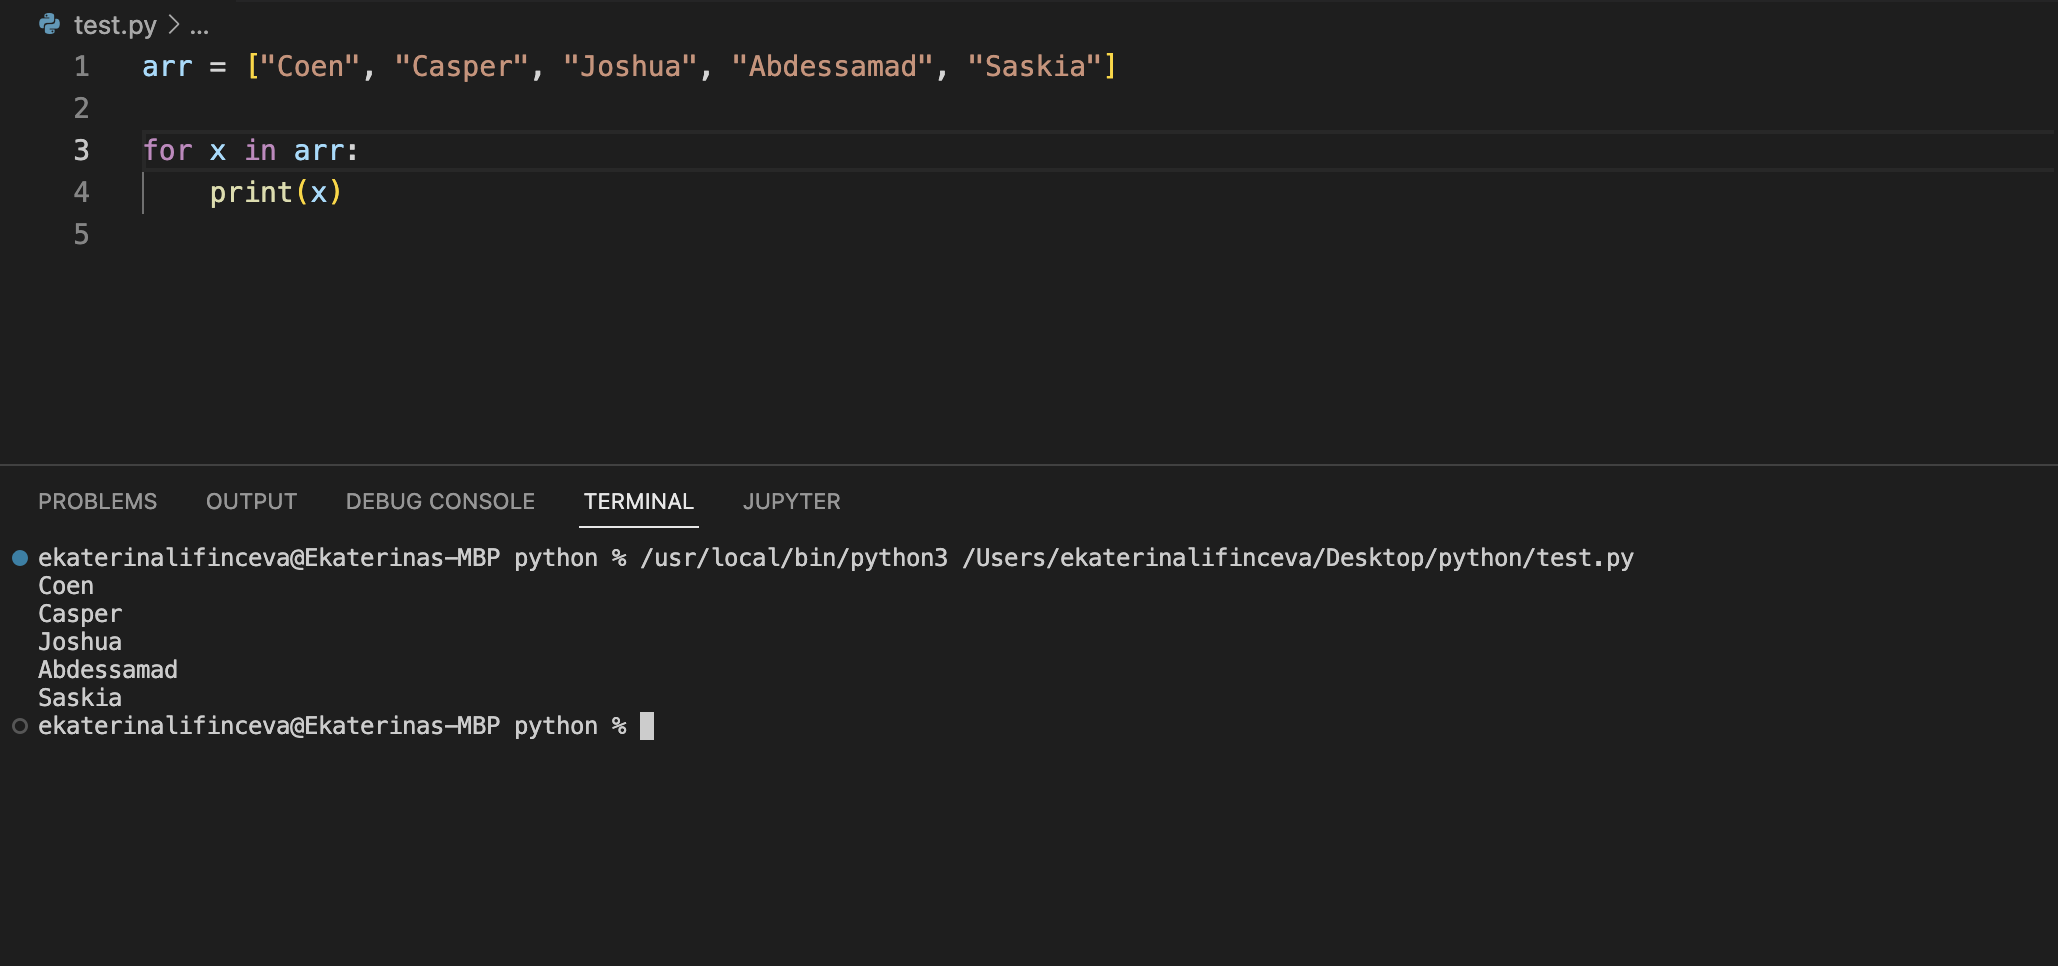 test.py > ...
1 arr = ["Coen", "Casper", "Joshua", "Abdessamad", "Saskia"]
2
3 for x in arr:
4     print(x)
5
PROBLEMS OUTPUT DEBUG CONSOLE TERMINAL JUPYTER
ekaterinalifinceva@Ekaterinas-MBP python % /usr/local/bin/python3 /Users/ekaterinalifinceva/Desktop/python/test.py
Coen
Casper
Joshua
Abdessamad
Saskia
ekaterinalifinceva@Ekaterinas-MBP python %